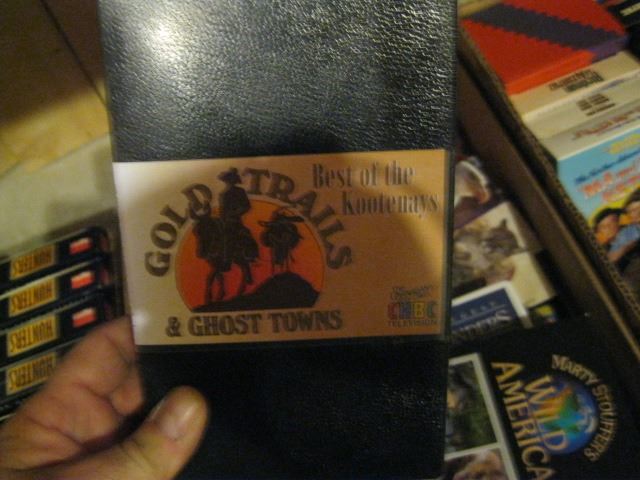 GOLD TRAILS
& GHOST TOWNS
Best of the
Kootenays
CHBC
TELEVISION
HUNTERS
HUNTERS
HUNTERS
HUNTERS
MARTY STOUFFER'S
WILD
AMERICA